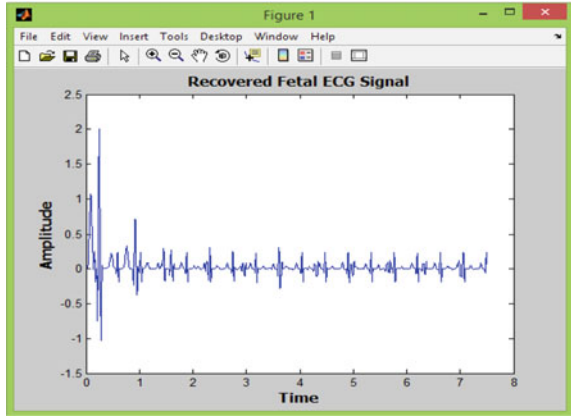 Figure 1
File Edit View Insert Tools Desktop Window Help
Recovered Fetal ECG Signal
2.5
2
1.5
1
0.5
0
-0.5
-1
-1.5
Amplitude
0 1 2 3 4 5 6 7 8
Time